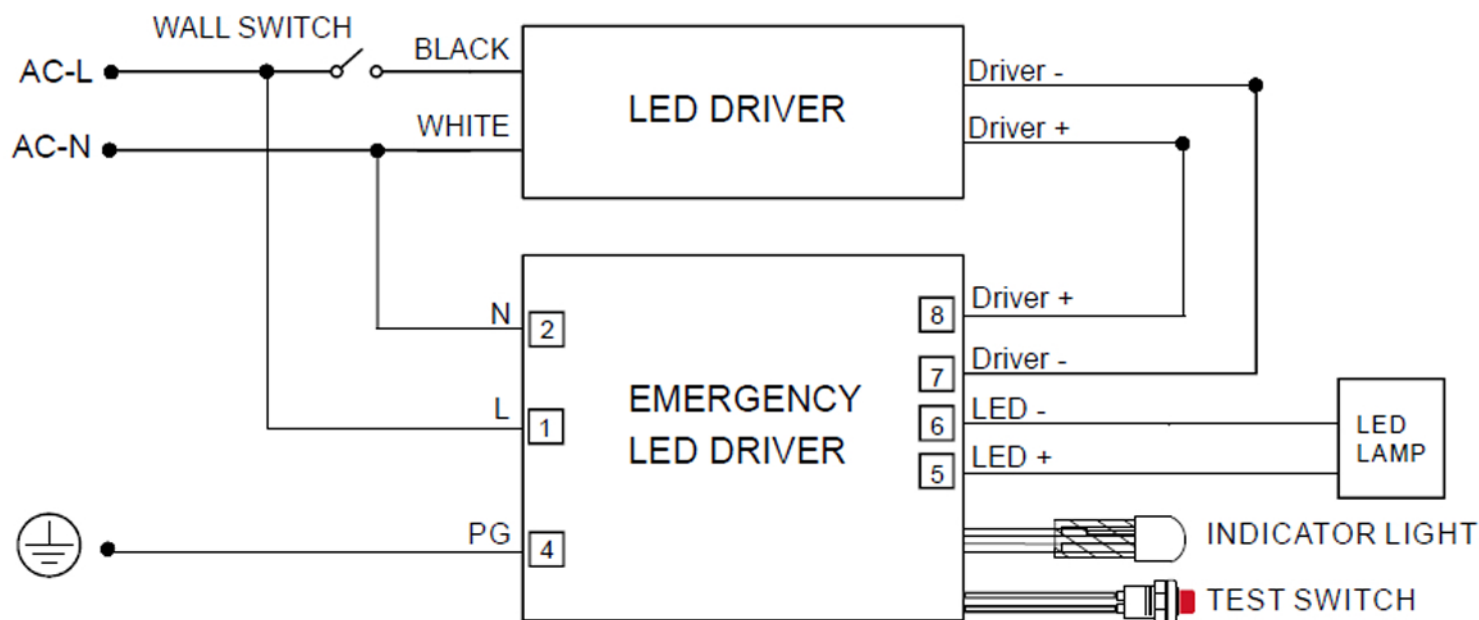 WALL SWITCH
BLACK
AC-L
WHITE
AC-N
LED DRIVER
Driver -
Driver +
N
2
L
1
PG
4
EMERGENCY
LED DRIVER
8
Driver +
7
Driver -
6
LED -
5
LED +
LED
LAMP
INDICATOR LIGHT
TEST SWITCH